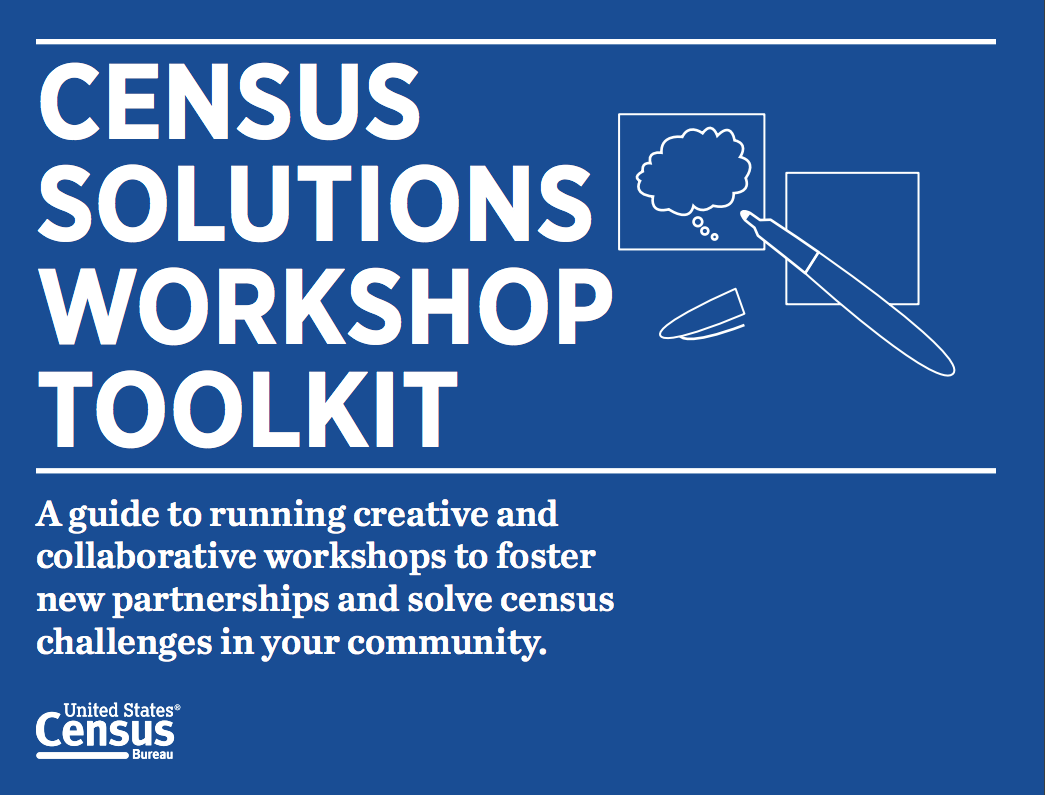 CENSUS
SOLUTIONS
WORKSHOP
TOOLKIT
A guide to running creative and
collaborative workshops to foster
new partnerships and solve census
challenges in your community.
United States®
Census
Bureau